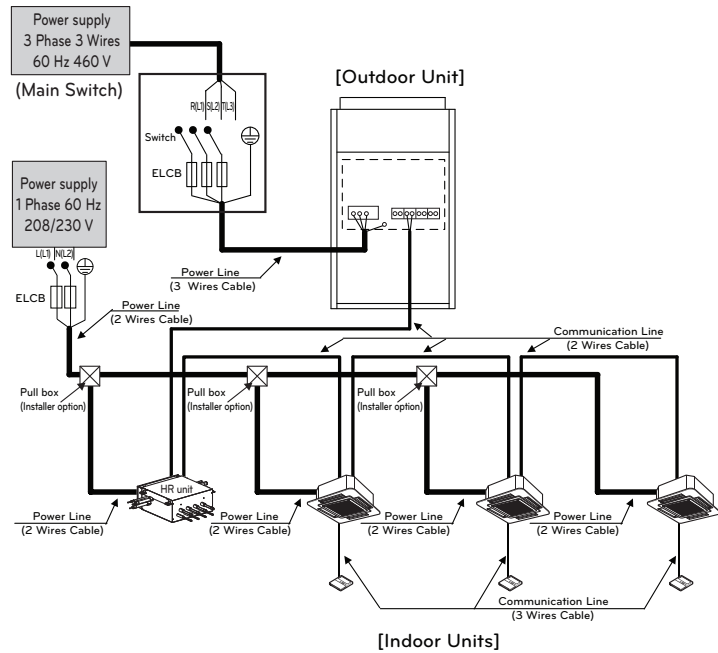 Power supply
3 Phase 3 Wires
60 Hz 460 V
(Main Switch)
[Outdoor Unit]
R(L1) S(L2) T(L3)
Switch
ELCB
Power supply
1 Phase 60 Hz
208/230 V
L(L1) N(L2)
ELCB
Power Line
(3 Wires Cable)
Power Line
(2 Wires Cable)
Communication Line
(2 Wires Cable)
Pull box
(Installer option)
Pull box
(Installer option)
Pull box
(Installer option)
HR unit
Power Line
(2 Wires Cable)
Power Line
(2 Wires Cable)
Power Line
(2 Wires Cable)
Power Line
(2 Wires Cable)
Communication Line
(3 Wires Cable)
[Indoor Units]